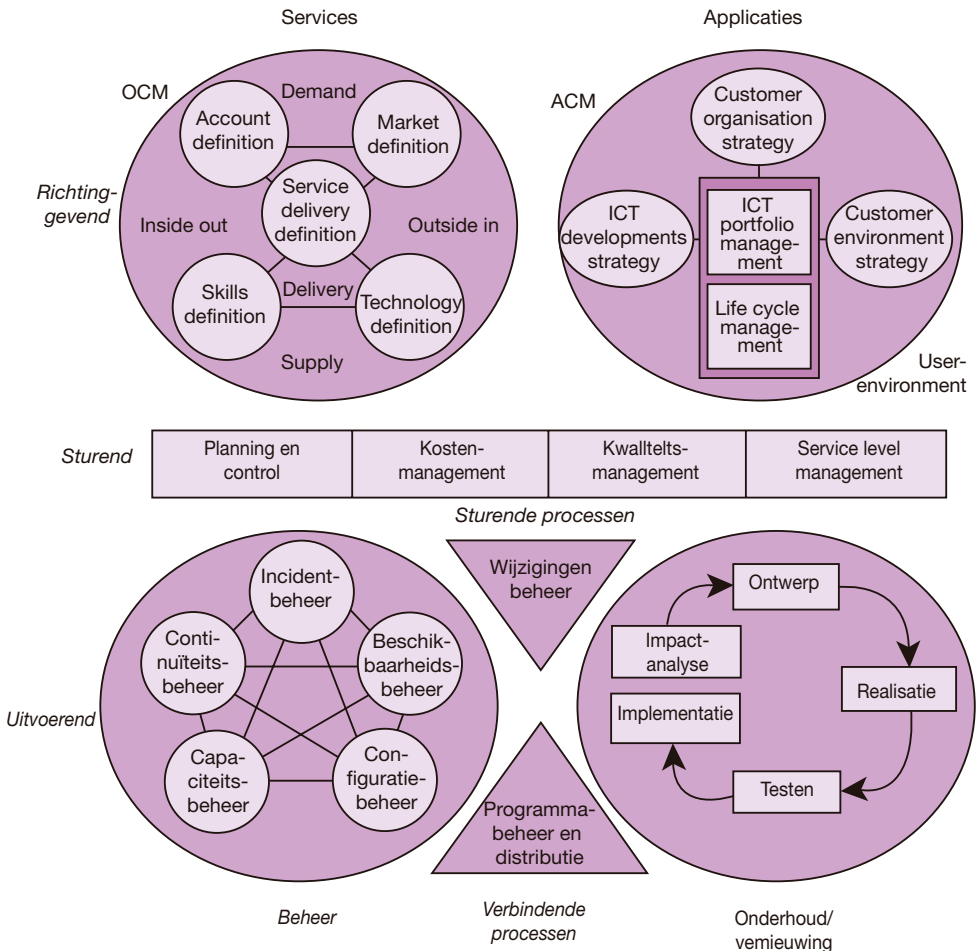 Services
Applicaties
OCM
Demand
Account
definition
Market
definition
Service
delivery
definition
Richting-
gevend
Inside out
Outside in
Skills
definition
Delivery
Technology
definition
Supply
ACM
Customer
organisation
strategy
ICT
developments
strategy
ICT
portfolio
manage-
ment
Customer
environment
strategy
Life cycle
manage-
ment
User-
environment
Sturend
Planning en
control
Kosten-
management
Kwalltelts-
management
Service level
management
Sturende processen
Uitvoerend
Incident-
beheer
Conti-
nuïteits-
beheer
Beschik-
baarheids-
beheer
Capa-
citeits-
beheer
Con-
figuratie-
beheer
Wijzigingen
beheer
Programma-
beheer en
distributie
Ontwerp
Impact-
analyse
Realisatie
Implementatie
Testen
Beheer
Verbindende
processen
Onderhoud/
vemieuwing